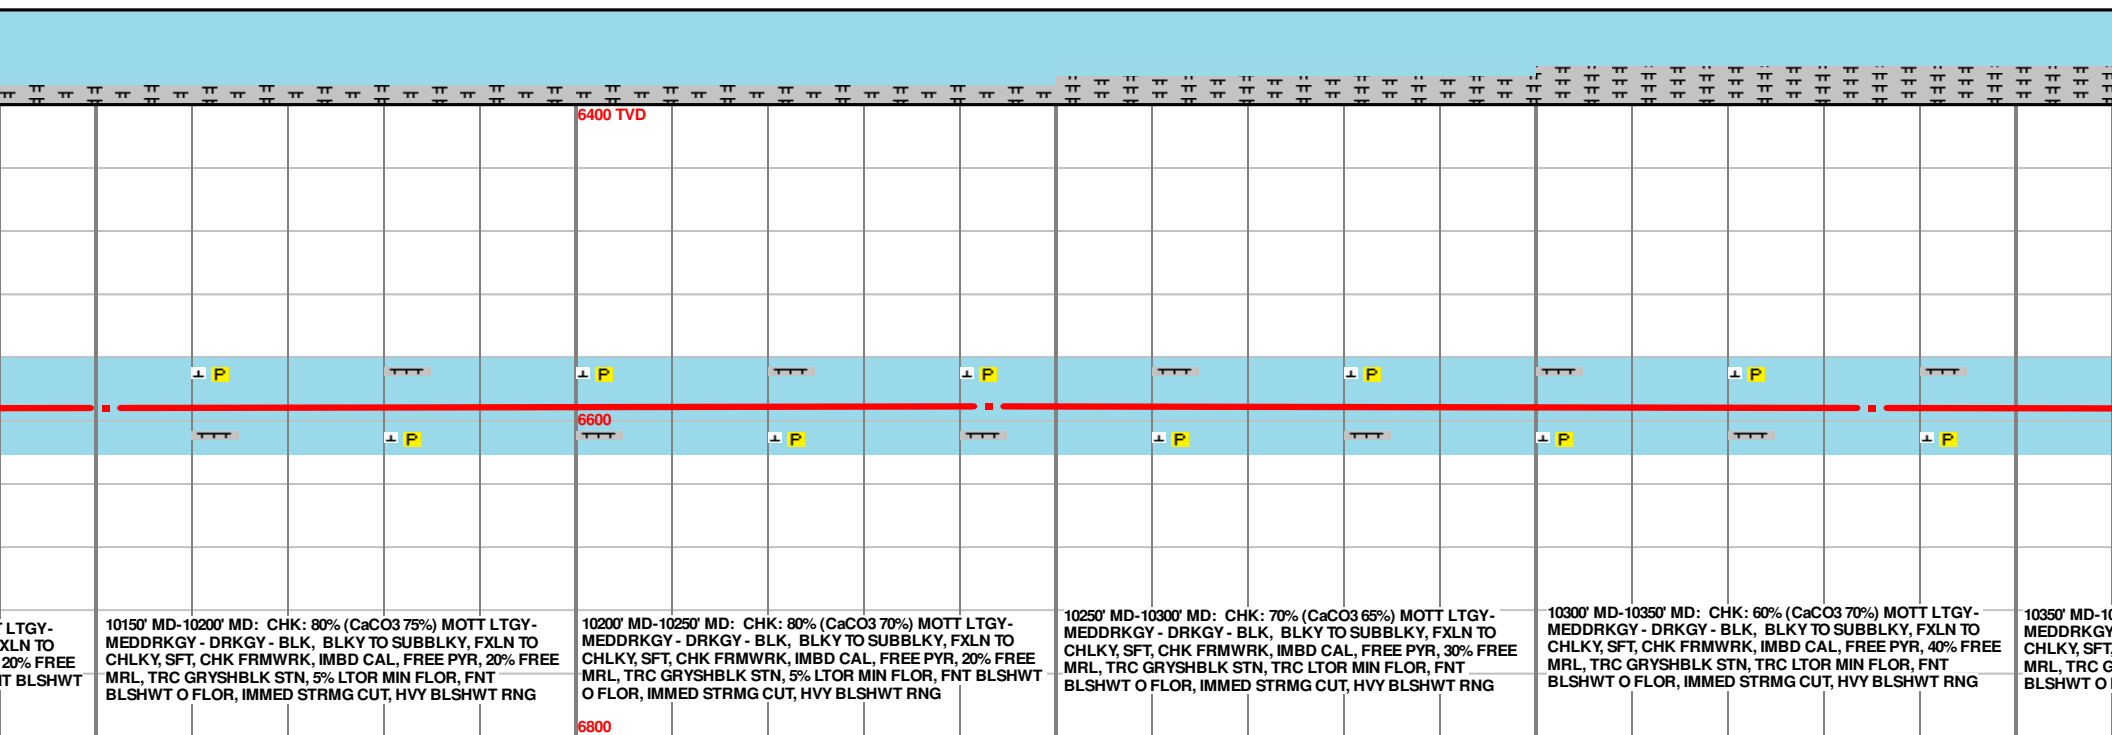 6400 TVD
P
P
P
P
P
6600
P
P
P
P
P
LTGY-
XLN TO
20% FREE
BLSHWT
10150' MD-10200' MD: CHK: 80% (CaCO3 75%) MOTT LTGY-
MEDDRKGY - DRKGY - BLK, BLKY TO SUBBLKY, FXLN TO
CHLKY, SFT, CHK FRMWRK, IMBD CAL, FREE PYR, 20% FREE
MRL, TRC GRYSHBLK STN, 5% LTOR MIN FLOR, FNT
BLSHWT O FLOR, IMMED STRMG CUT, HVY BLSHWT RNG
10200' MD-10250' MD: CHK: 80% (CaCO3 70%) MOTT LTGY-
MEDDRKGY - DRKGY - BLK, BLKY TO SUBBLKY, FXLN TO
CHLKY, SFT, CHK FRMWRK, IMBD CAL, FREE PYR, 20% FREE
MRL, TRC GRYSHBLK STN, 5% LTOR MIN FLOR, FNT BLSHWT
O FLOR, IMMED STRMG CUT, HVY BLSHWT RNG
10250' MD-10300' MD: CHK: 70% (CaCO3 65%) MOTT LTGY-
MEDDRKGY - DRKGY - BLK, BLKY TO SUBBLKY, FXLN TO
CHLKY, SFT, CHK FRMWRK, IMBD CAL, FREE PYR, 30% FREE
MRL, TRC GRYSHBLK STN, TRC LTOR MIN FLOR, FNT
BLSHWT O FLOR, IMMED STRMG CUT, HVY BLSHWT RNG
10300' MD-10350' MD: CHK: 60% (CaCO3 70%) MOTT LTGY-
MEDDRKGY - DRKGY - BLK, BLKY TO SUBBLKY, FXLN TO
CHLKY, SFT, CHK FRMWRK, IMBD CAL, FREE PYR, 40% FREE
MRL, TRC GRYSHBLK STN, TRC LTOR MIN FLOR, FNT
BLSHWT O FLOR, IMMED STRMG CUT, HVY BLSHWT RNG
10350' MD-10
MEDDRKGY
CHLKY, SFT,
MRL, TRC G
BLSHWT O
6800